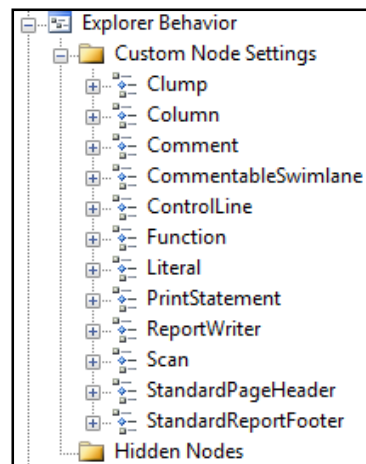 Explorer Behavior
Custom Node Settings
Clump
Column
Comment
CommentableSwimlane
ControlLine
Function
Literal
PrintStatement
ReportWriter
Scan
StandardPageHeader
StandardReportFooter
Hidden Nodes